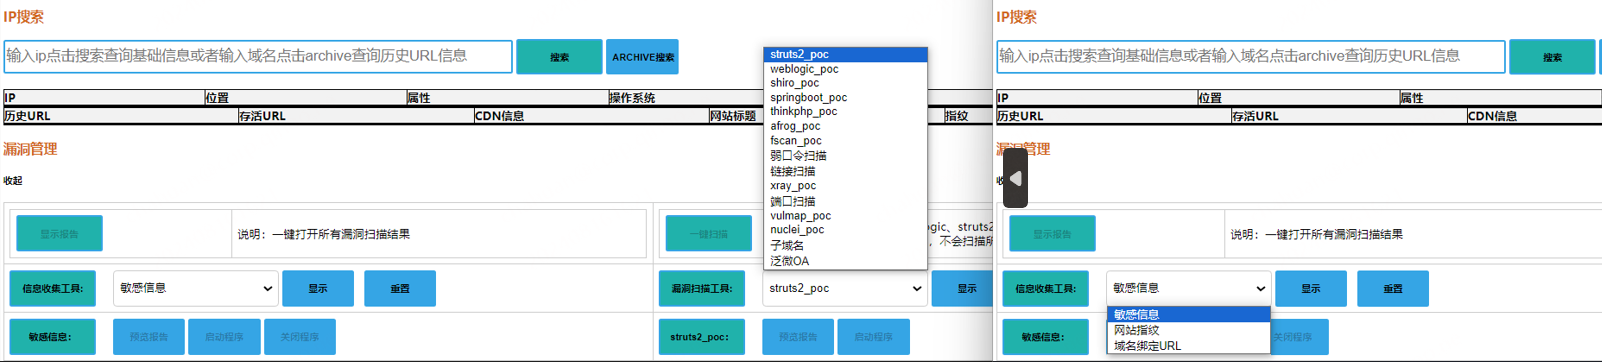 IP搜索
输入ip点击搜索查询基础信息或者输入域名点击archive查询历史URL信息
搜索
ARCHIVE搜索
IP 位置 属性 操作系统
历史URL 存活URL CDN信息 网站标题 指纹
漏洞管理
收起
显示报告
说明：一键打开所有漏洞扫描结果
一键扫描
gic、struts2
，不会扫描所
信息收集工具:
敏感信息
显示
重置
漏洞扫描工具:
struts2_poc
显示
敏感信息:
预览报告
启动程序
关闭程序
struts2_poc:
预览报告
启动程序
struts2_poc
weblogic_poc
shiro_poc
springboot_poc
thinkphp_poc
afrog_poc
fscan_poc
弱口令扫描
链接扫描
xray_poc
端口扫描
vulmap_poc
nuclei_poc
子域名
泛微OA
IP搜索
输入ip点击搜索查询基础信息或者输入域名点击archive查询历史URL信息
搜索
IP 位置 属性
历史URL 存活URL CDN信息
漏洞管理
显示报告
说明：一键打开所有漏洞扫描结果
信息收集工具:
敏感信息
显示
重置
敏感信息:
敏感信息
网站指纹
域名绑定URL
关闭程序